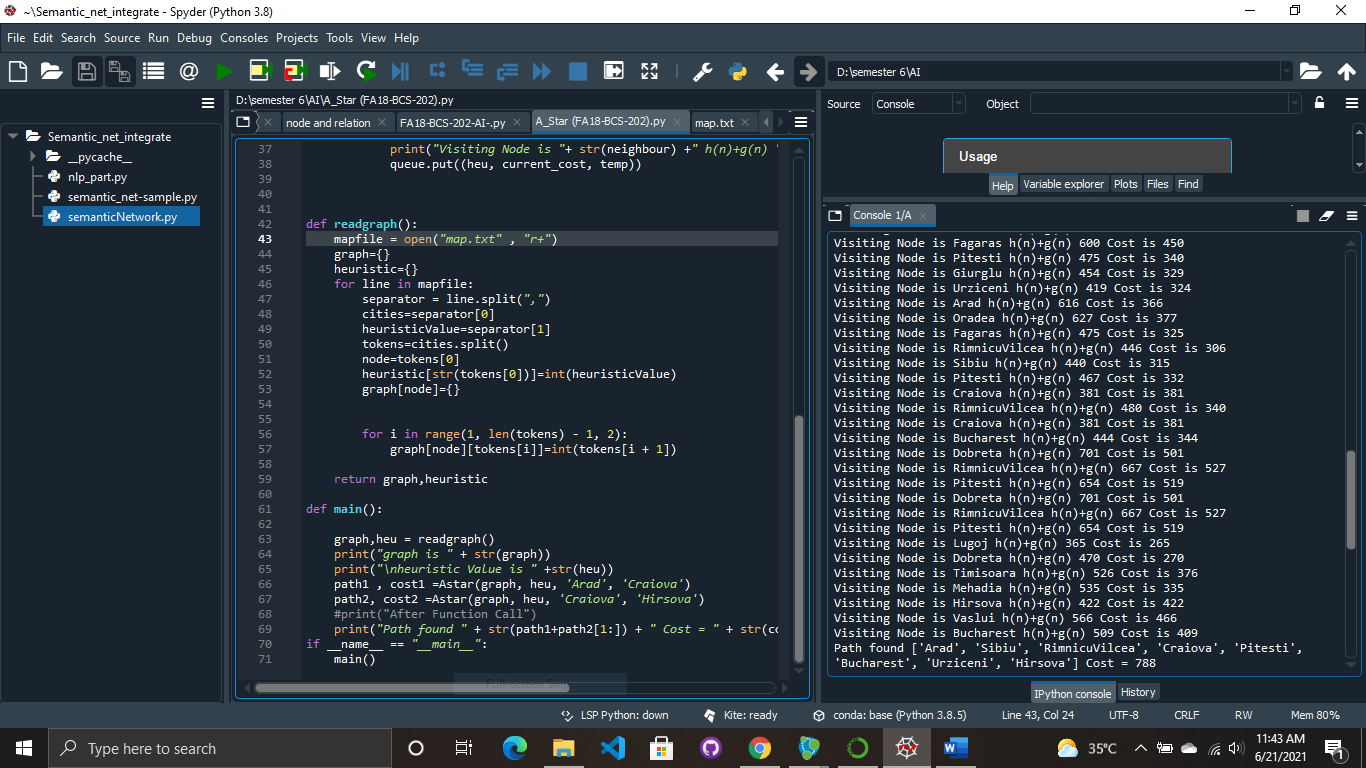 ~\Semantic_net_integrate - Spyder (Python 3.8)
File Edit Search Source Run Debug Consoles Projects Tools View Help
D:\semester 6\AI
D:\semester 6\AI\A_Star (FA18-BCS-202).py
Source Console Object
node and relation FA18-BCS-202-AI-.py A_Star (FA18-BCS-202).py map.txt
Semantic_net_integrate
__pycache__
nlp_part.py
semantic_net-sample.py
semanticNetwork.py
37 print("Visiting Node is "+ str(neighbour) +" h(n)+g(n) "
38 queue.put((heu, current_cost, temp))
39
40
41
42 def readgraph():
43 mapfile = open("map.txt" , "r+")
44 graph={}
45 heuristic={}
46 for line in mapfile:
47 separator = line.split(",")
48 cities=separator[0]
49 heuristicValue=separator[1]
50 tokens=cities.split()
51 node=tokens[0]
52 heuristic[str(tokens[0])]=int(heuristicValue)
53 graph[node]={}
54
55
56 for i in range(1, len(tokens) - 1, 2):
57 graph[node][tokens[i]]=int(tokens[i + 1])
58
59 return graph,heuristic
60
61 def main():
62
63 graph,heu = readgraph()
64 print("graph is " + str(graph))
65 print("\nheuristic Value is " +str(heu))
66 path1 , cost1 =Astar(graph, heu, 'Arad', 'Craiova')
67 path2, cost2 =Astar(graph, heu, 'Craiova', 'Hirsova')
68 #print("After Function Call")
69 print("Path found " + str(path1+path2[1:]) + " Cost = " + str(co
70 if __name__ == "__main__":
71 main()
Usage
Help Variable explorer Plots Files Find
Console 1/A
Visiting Node is Fagaras h(n)+g(n) 600 Cost is 450
Visiting Node is Pitesti h(n)+g(n) 475 Cost is 340
Visiting Node is Giurglu h(n)+g(n) 454 Cost is 329
Visiting Node is Urziceni h(n)+g(n) 419 Cost is 324
Visiting Node is Arad h(n)+g(n) 616 Cost is 366
Visiting Node is Oradea h(n)+g(n) 627 Cost is 377
Visiting Node is Fagaras h(n)+g(n) 475 Cost is 325
Visiting Node is RimnicuVilcea h(n)+g(n) 446 Cost is 306
Visiting Node is Sibiu h(n)+g(n) 440 Cost is 315
Visiting Node is Pitesti h(n)+g(n) 467 Cost is 332
Visiting Node is Craiova h(n)+g(n) 381 Cost is 381
Visiting Node is RimnicuVilcea h(n)+g(n) 480 Cost is 340
Visiting Node is Craiova h(n)+g(n) 381 Cost is 381
Visiting Node is Bucharest h(n)+g(n) 444 Cost is 344
Visiting Node is Dobreta h(n)+g(n) 701 Cost is 501
Visiting Node is RimnicuVilcea h(n)+g(n) 667 Cost is 527
Visiting Node is Pitesti h(n)+g(n) 654 Cost is 519
Visiting Node is Dobreta h(n)+g(n) 701 Cost is 501
Visiting Node is RimnicuVilcea h(n)+g(n) 667 Cost is 527
Visiting Node is Pitesti h(n)+g(n) 654 Cost is 519
Visiting Node is Lugoj h(n)+g(n) 365 Cost is 265
Visiting Node is Dobreta h(n)+g(n) 470 Cost is 270
Visiting Node is Timisoara h(n)+g(n) 526 Cost is 376
Visiting Node is Mehadia h(n)+g(n) 535 Cost is 335
Visiting Node is Hirsova h(n)+g(n) 422 Cost is 422
Visiting Node is Vaslui h(n)+g(n) 566 Cost is 466
Visiting Node is Bucharest h(n)+g(n) 509 Cost is 409
Path found ['Arad', 'Sibiu', 'RimnicuVilcea', 'Craiova', 'Pitesti',
'Bucharest', 'Urziceni', 'Hirsova'] Cost = 788
IPython console History
LSP Python: down Kite: ready conda: base (Python 3.8.5) Line 43, Col 24 UTF-8 CRLF RW Mem 80%
Type here to search
35°C
11:43 AM
6/21/2021
1